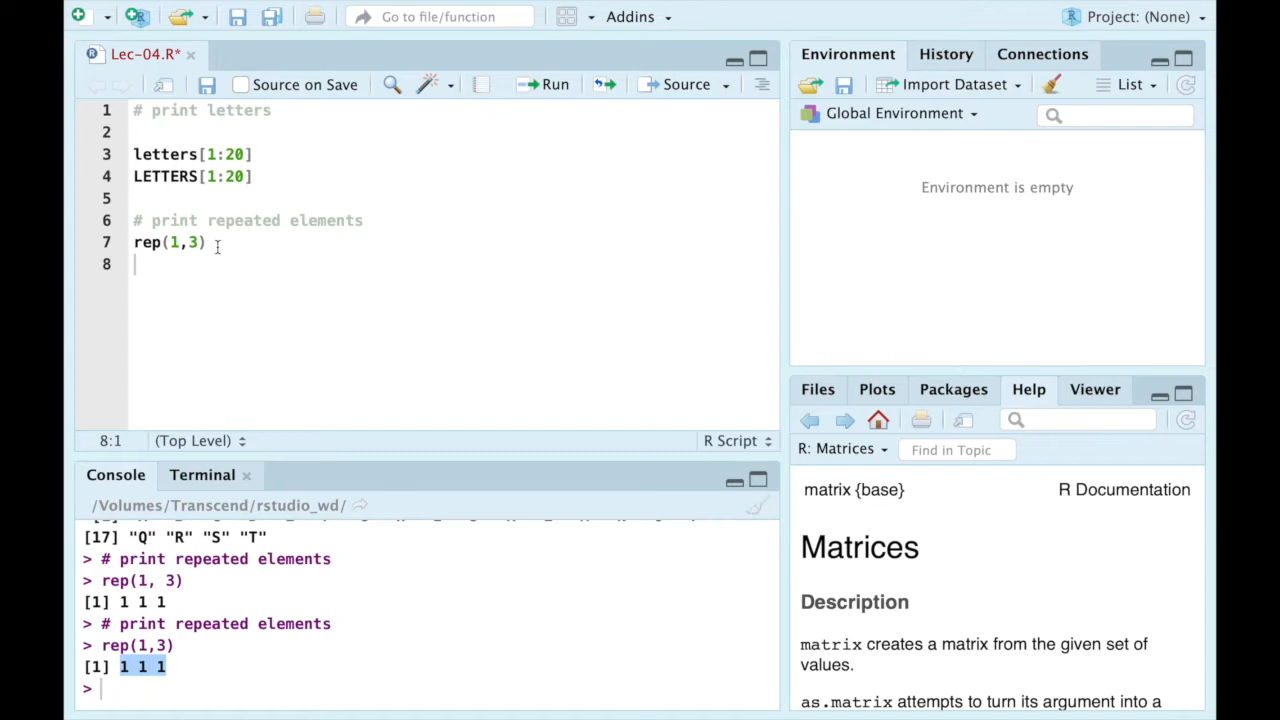 Go to file/function
Addins
Project: (None)
Lec-04.R*
Source on Save
Run
Source
1 # print letters
2
3 letters[1:20]
4 LETTERS[1:20]
5
6 # print repeated elements
7 rep(1,3)
8
8:1 (Top Level)
R Script
Console Terminal
/Volumes/Transcend/rstudio_wd/
[17] "Q" "R" "S" "T"
> # print repeated elements
> rep(1, 3)
[1] 1 1 1
> # print repeated elements
> rep(1,3)
[1] 1 1 1
>
Environment History Connections
Import Dataset
List
Global Environment
Environment is empty
Files Plots Packages Help Viewer
R: Matrices
Find in Topic
matrix {base}
R Documentation
Matrices
Description
matrix creates a matrix from the given set of
values.
as.matrix attempts to turn its argument into a